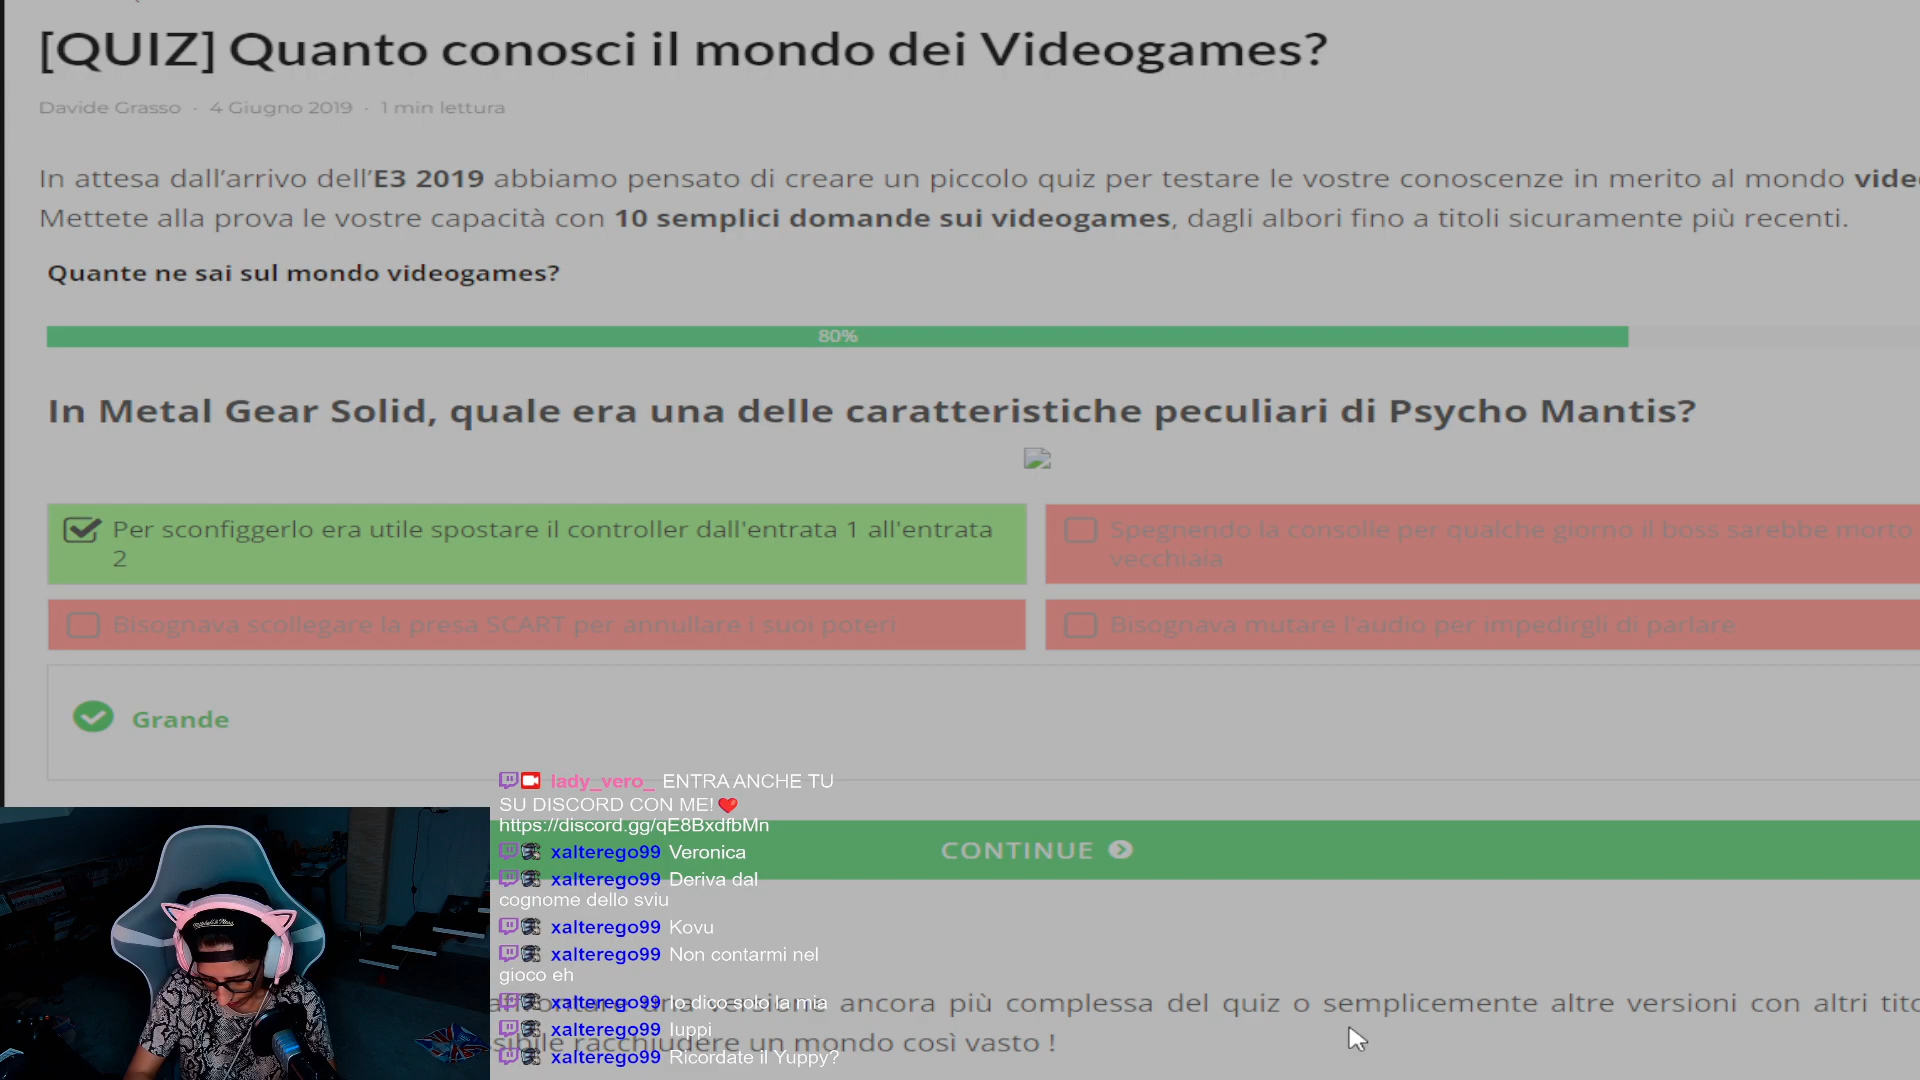 [QUIZ] Quanto conosci il mondo dei Videogames?
Davide Grasso · 4 Giugno 2019 · 1 min lettura
In attesa dall'arrivo dell'E3 2019 abbiamo pensato di creare un piccolo quiz per testare le vostre conoscenze in merito al mondo vide
Mettete alla prova le vostre capacità con 10 semplici domande sui videogames, dagli albori fino a titoli sicuramente più recenti.
Quante ne sai sul mondo videogames?
80%
In Metal Gear Solid, quale era una delle caratteristiche peculiari di Psycho Mantis?
Per sconfiggerlo era utile spostare il controller dall'entrata 1 all'entrata
2
Spegnendo la consolle per qualche giorno il boss sarebbe morto
vecchiaia
Bisognava scollegare la presa SCART per annullare i suoi poteri
Bisognava mutare l'audio per impedirgli di parlare
Grande
CONTINUE
lady_vero_ ENTRA ANCHE TU
SU DISCORD CON ME!
https://discord.gg/qE8BxdfbMn
xalterego99 Veronica
xalterego99 Deriva dal
cognome dello sviu
xalterego99 Kovu
xalterego99 Non contarmi nel
gioco eh
xalterego99 Io dico solo la mia
xalterego99 Iuppi
xalterego99 Ricordate il Yuppy?
ancora più complessa del quiz o semplicemente altre versioni con altri tito
racchiudere un mondo così vasto !